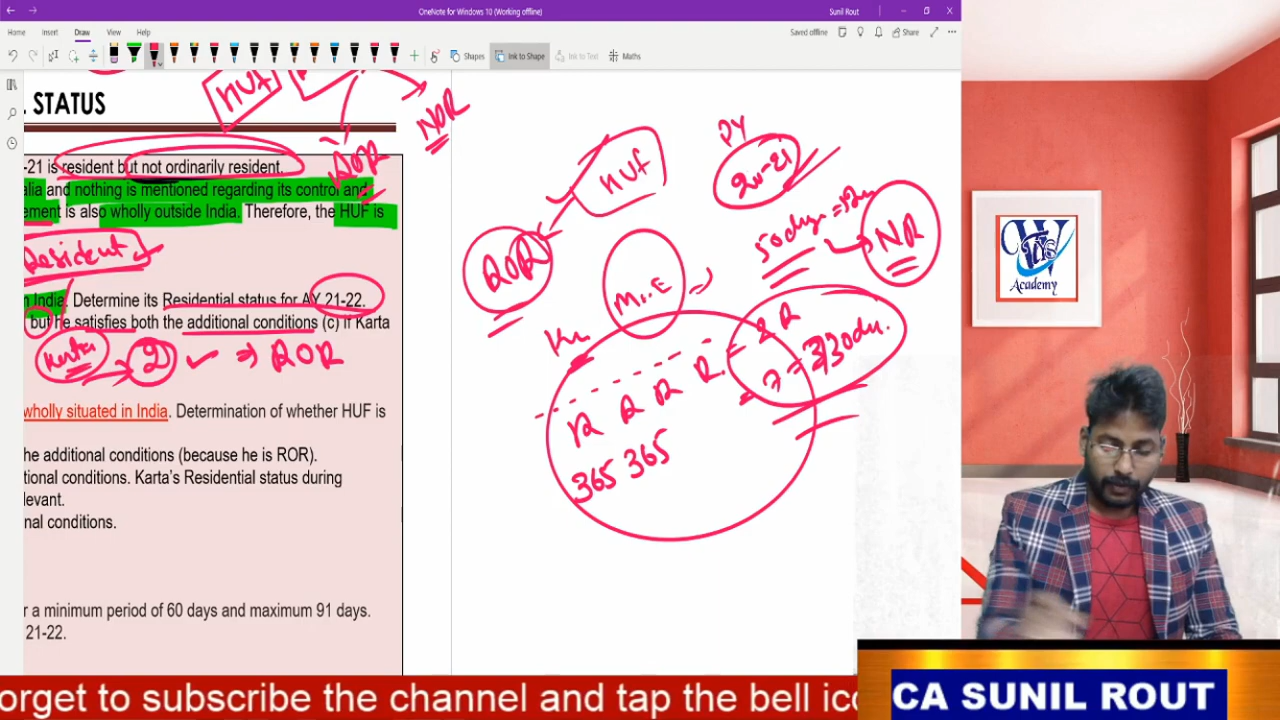 OneNote for Windows 10 (Working offline)
Sunil Rout
Home Insert Draw View Help
Saved offline
Share
Shapes
Ink to Shape
Ink to Text
Maths
STATUS
HUF
NOR
ROR
-21 is resident but not ordinarily resident.
alia and nothing is mentioned regarding its control and
ement is also wholly outside India. Therefore, the HUF is
Resident
n India. Determine its Residential status for AY 21-22.
but he satisfies both the additional conditions (c) If Karta
Karta 2 ⇒ ROR
wholly situated in India. Determination of whether HUF is
he additional conditions (because he is ROR).
tional conditions. Karta's Residential status during
levant.
nal conditions.
r a minimum period of 60 days and maximum 91 days.
21-22.
HUF
PY
20-21
ROR
50 days
NR
R R R R = 2R
7 = 730 du.
365 365
Academy
orget to subscribe the channel and tap the bell ico
CA SUNIL ROUT